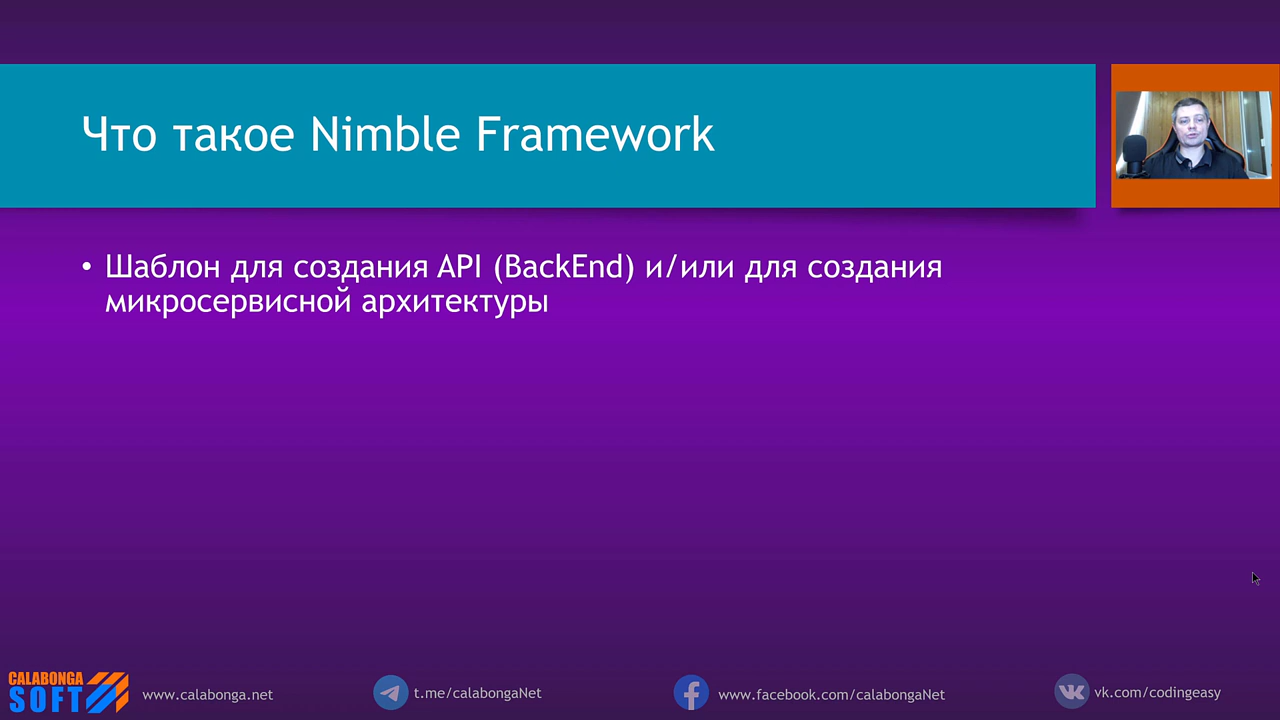 Что такое Nimble Framework
• Шаблон для создания API (BackEnd) и/или для создания
микросервисной архитектуры
CALABONGA
SOFT
www.calabonga.net
t.me/calabongaNet
www.facebook.com/calabongaNet
vk.com/codingeasy